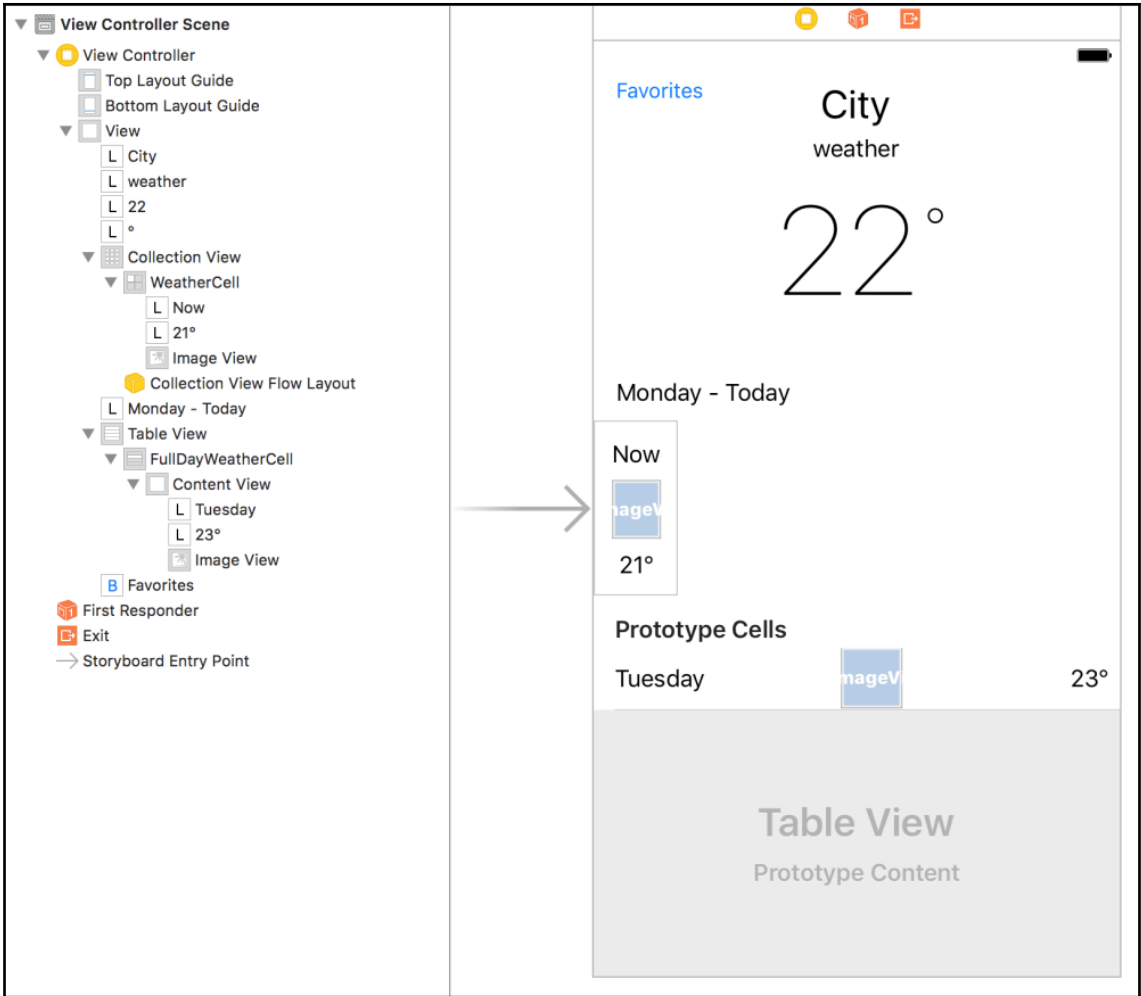 View Controller Scene
View Controller
Top Layout Guide
Bottom Layout Guide
View
L City
L weather
L 22
L °
Collection View
WeatherCell
L Now
L 21°
Image View
Collection View Flow Layout
L Monday - Today
Table View
FullDayWeatherCell
Content View
L Tuesday
L 23°
Image View
B Favorites
First Responder
Exit
Storyboard Entry Point
Favorites
City
weather
22°
Monday - Today
Now
21°
Prototype Cells
Tuesday 23°
Table View
Prototype Content